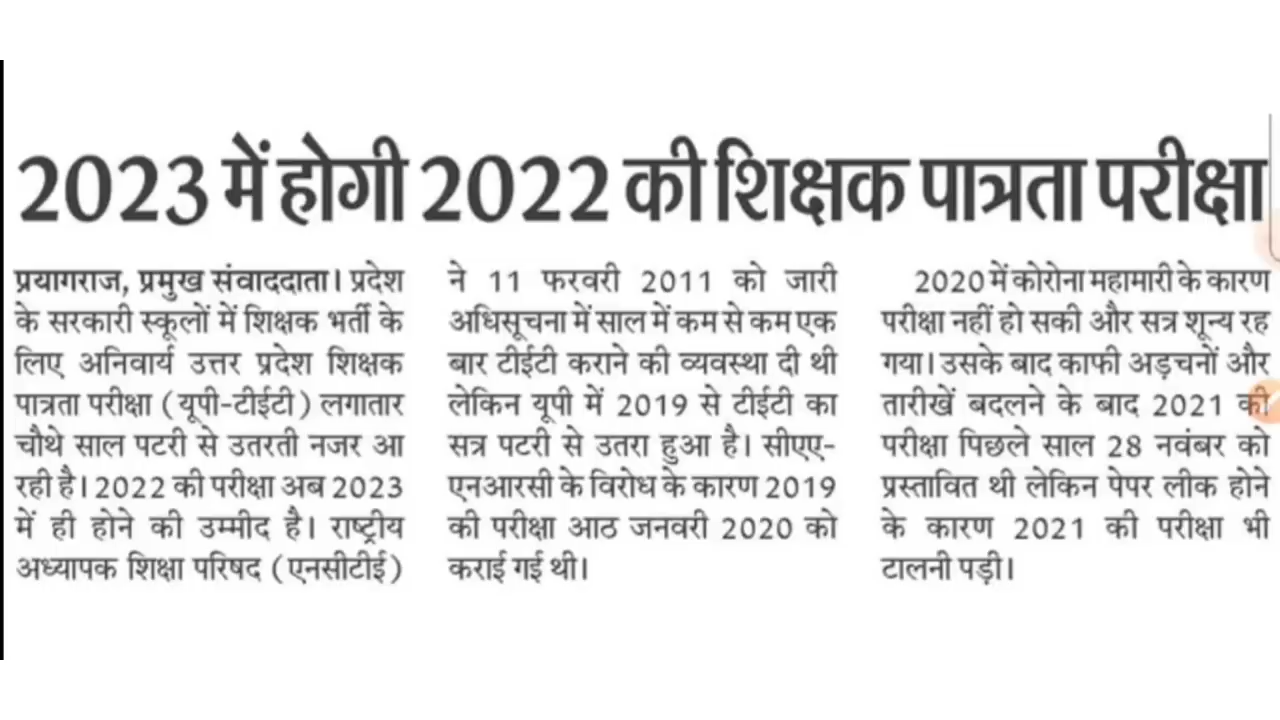 2023 में होगी 2022 की शिक्षक पात्रता परीक्षा
प्रयागराज, प्रमुख संवाददाता। प्रदेश
के सरकारी स्कूलों में शिक्षक भर्ती के
लिए अनिवार्य उत्तर प्रदेश शिक्षक
पात्रता परीक्षा (यूपी-टीईटी) लगातार
चौथे साल पटरी से उतरती नजर आ
रही है। 2022 की परीक्षा अब 2023
में ही होने की उम्मीद है। राष्ट्रीय
अध्यापक शिक्षा परिषद (एनसीटीई)
ने 11 फरवरी 2011 को जारी
अधिसूचना में साल में कम से कम एक
बार टीईटी कराने की व्यवस्था दी थी
लेकिन यूपी में 2019 से टीईटी का
सत्र पटरी से उतरा हुआ है। सीएए-
एनआरसी के विरोध के कारण 2019
की परीक्षा आठ जनवरी 2020 को
कराई गई थी।
2020 में कोरोना महामारी के कारण
परीक्षा नहीं हो सकी और सत्र शून्य रह
गया। उसके बाद काफी अड़चनों और
तारीखें बदलने के बाद 2021 की
परीक्षा पिछले साल 28 नवंबर को
प्रस्तावित थी लेकिन पेपर लीक होने
के कारण 2021 की परीक्षा भी
टालनी पड़ी।